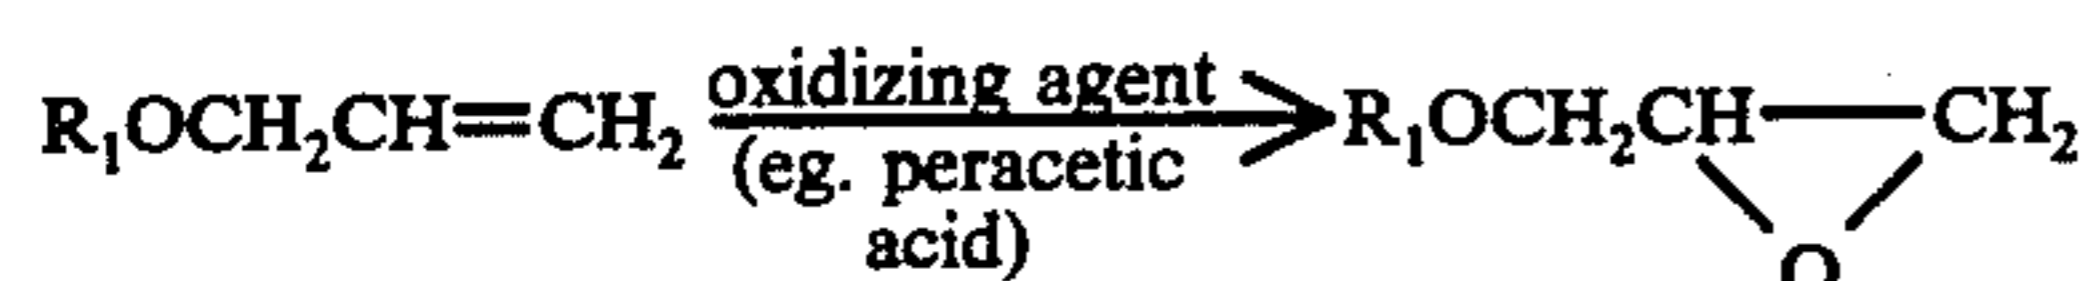 R₁OCH₂CH=CH₂ oxidizing agent R₁OCH₂CH—CH₂
(eg. peracetic
acid)
O